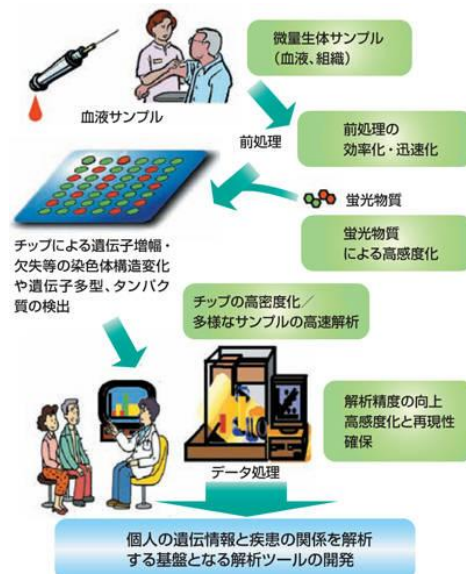 微量生体サンプル
（血液、組織）
血液サンプル
前処理
前処理の
効率化・迅速化
蛍光物質
蛍光物質
による高感度化
チップによる遺伝子増幅・
欠失等の染色体構造変化
や遺伝子多型、タンパク
質の検出
チップの高密度化／
多様なサンプルの高速解析
解析精度の向上
高感度化と再現性
確保
データ処理
個人の遺伝情報と疾患の関係を解析
する基盤となる解析ツールの開発